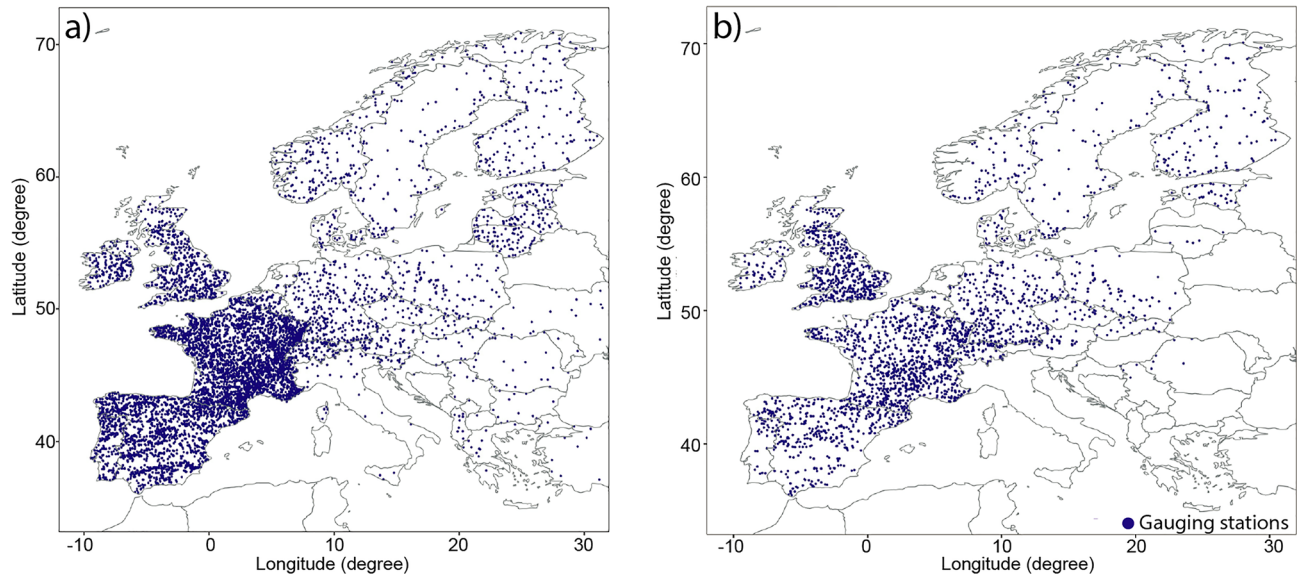 a)
70
60
50
40
-10 0 10 20 30
Latitude (degree)
Longitude (degree)
b)
70
60
50
40
-10 0 10 20 30
Latitude (degree)
Longitude (degree)
Gauging stations